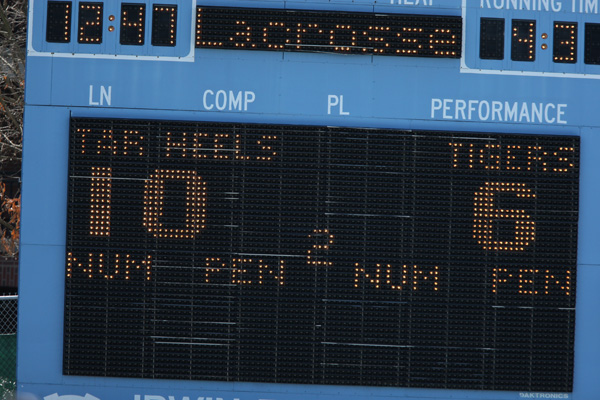 RUNNING TIM
12:47 Lacrosse 4:3
LN COMP PL PERFORMANCE
TAR HEELS TIGERS
10 6
2
NUM PEN NUM PEN
DAKTRONICS